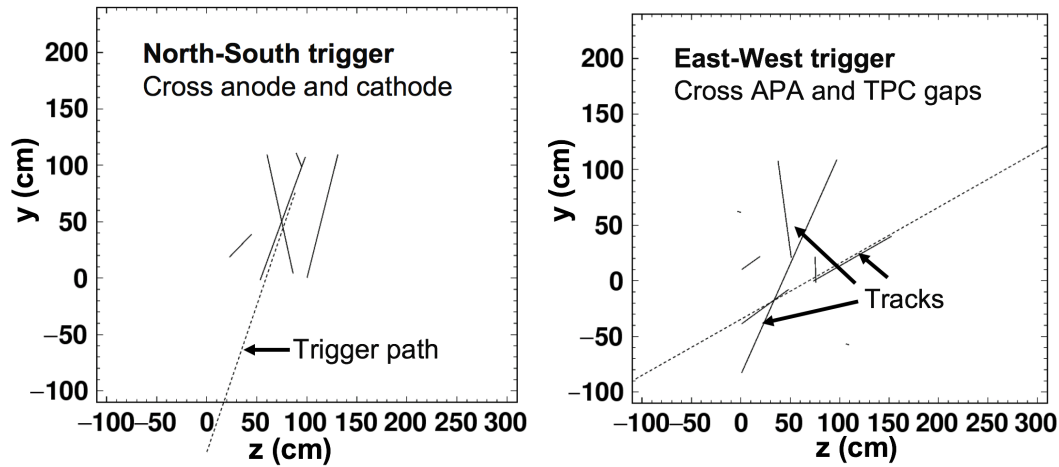 North-South trigger
Cross anode and cathode
200
150
100
50
0
−50
−100
y (cm)
Trigger path
−100−50 0 50 100 150 200 250 300
z (cm)
East-West trigger
Cross APA and TPC gaps
200
150
100
50
0
−50
−100
y (cm)
Tracks
−100−50 0 50 100 150 200 250 300
z (cm)